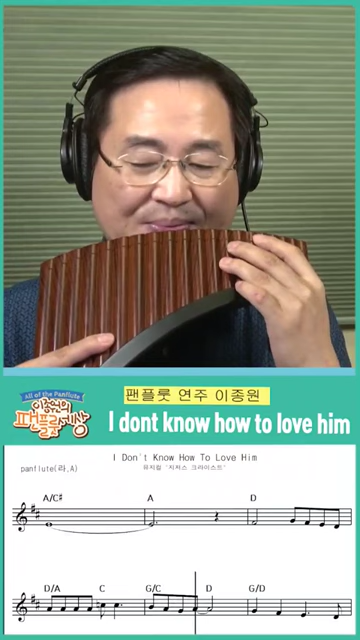 All of the Panflute
이종원의
팬플룻세상
팬플룻 연주 이종원
I dont know how to love him
I Don't Know How To Love Him
panflute(라,A)
뮤지컬 '지저스 크라이스트'
A/C♯ A D
D/A C G/C D G/D